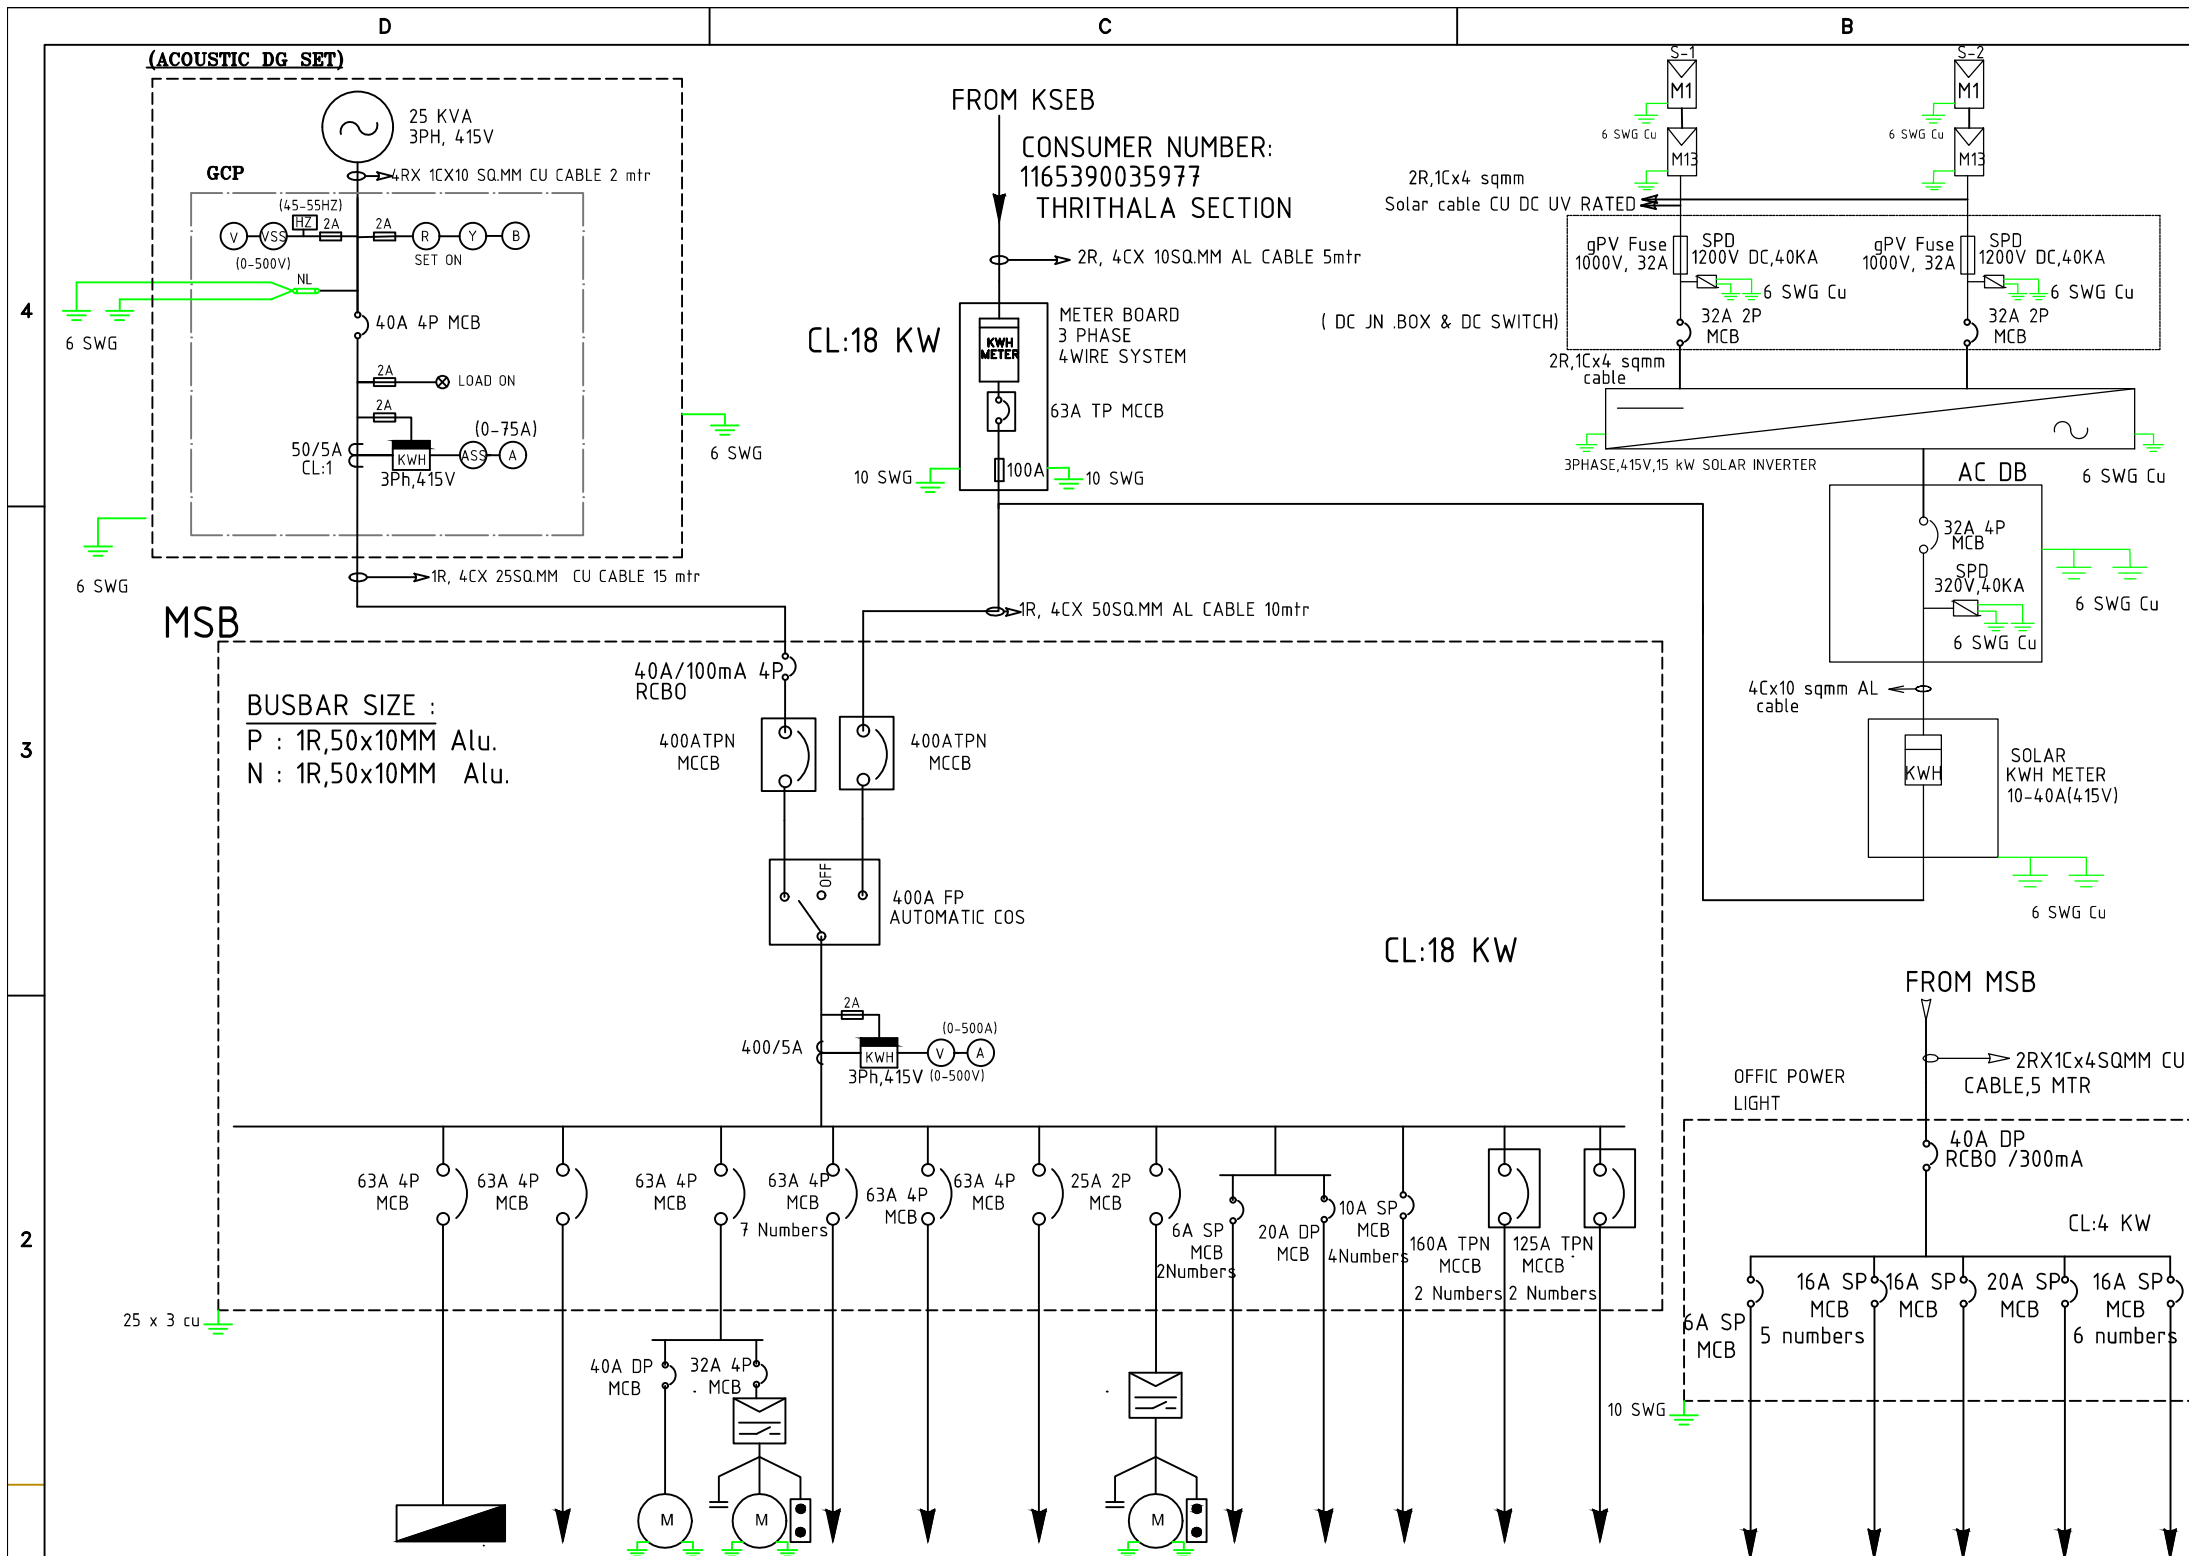 D
C
B
4
3
2
(ACOUSTIC DG SET)
25 KVA
3PH, 415V
GCP
4RX 1CX10 SQ.MM CU CABLE 2 mtr
(45-55HZ)
HZ
2A
2A
V
VSS
R
Y
B
(0-500V)
SET ON
NL
6 SWG
40A 4P MCB
2A
LOAD ON
2A
50/5A
CL:1
KWH
ASS
A
(0-75A)
3Ph,415V
6 SWG
6 SWG
1R, 4CX 25SQ.MM CU CABLE 15 mtr
FROM KSEB
CONSUMER NUMBER:
1165390035977
THRITHALA SECTION
2R, 4CX 10SQ.MM AL CABLE 5mtr
CL:18 KW
METER BOARD
3 PHASE
4WIRE SYSTEM
KWH
METER
63A TP MCCB
100A
10 SWG
10 SWG
1R, 4CX 50SQ.MM AL CABLE 10mtr
S-1
S-2
M1
M1
6 SWG Cu
6 SWG Cu
M13
M13
2R,1Cx4 sqmm
Solar cable CU DC UV RATED
gPV Fuse
1000V, 32A
SPD
1200V DC,40KA
6 SWG Cu
gPV Fuse
1000V, 32A
SPD
1200V DC,40KA
6 SWG Cu
( DC JN .BOX & DC SWITCH)
32A 2P
MCB
32A 2P
MCB
2R,1Cx4 sqmm
cable
3PHASE,415V,15 kW SOLAR INVERTER
6 SWG Cu
AC DB
32A 4P
MCB
SPD
320V,40KA
6 SWG Cu
6 SWG Cu
4Cx10 sqmm AL
cable
KWH
SOLAR
KWH METER
10-40A(415V)
6 SWG Cu
MSB
BUSBAR SIZE :
P : 1R,50x10MM Alu.
N : 1R,50x10MM Alu.
40A/100mA 4P
RCBO
400ATPN
MCCB
400ATPN
MCCB
OFF
400A FP
AUTOMATIC COS
CL:18 KW
2A
400/5A
KWH
V
A
(0-500A)
3Ph,415V (0-500V)
63A 4P
MCB
63A 4P
MCB
63A 4P
MCB
63A 4P
MCB
7 Numbers
63A 4P
MCB
63A 4P
MCB
25A 2P
MCB
6A SP
MCB
2Numbers
20A DP
MCB
10A SP
MCB
4Numbers
160A TPN
MCCB
2 Numbers
125A TPN
MCCB
2 Numbers
25 x 3 cu
40A DP
MCB
32A 4P
MCB
M
M
M
FROM MSB
2RX1Cx4SQMM CU
CABLE,5 MTR
OFFIC POWER
LIGHT
40A DP
RCBO /300mA
CL:4 KW
6A SP
MCB
16A SP
MCB
5 numbers
16A SP
MCB
20A SP
MCB
16A SP
MCB
6 numbers
10 SWG